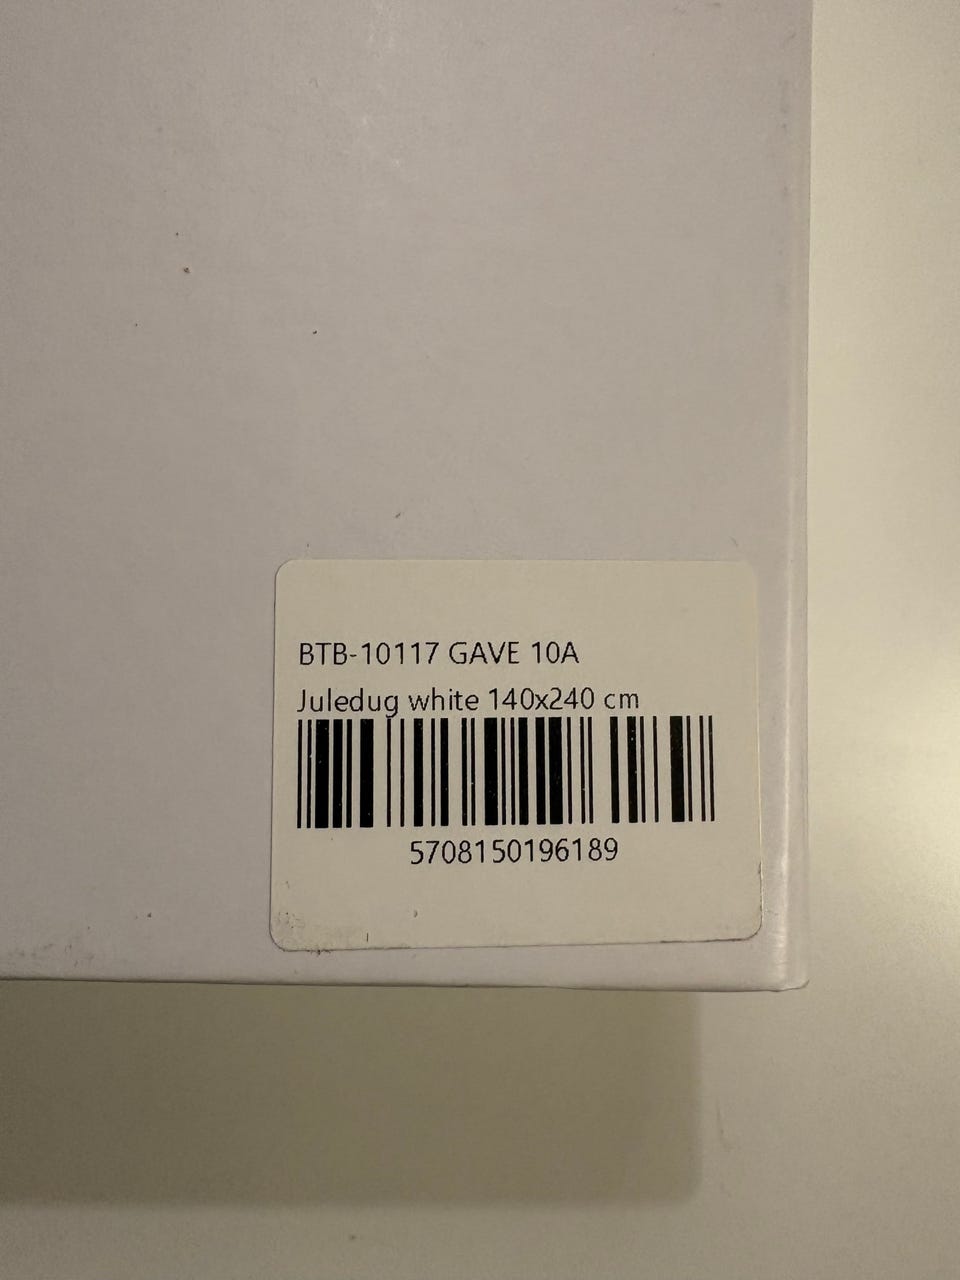 BTB-10117 GAVE 10A
Juledug white 140x240 cm
5708150196189